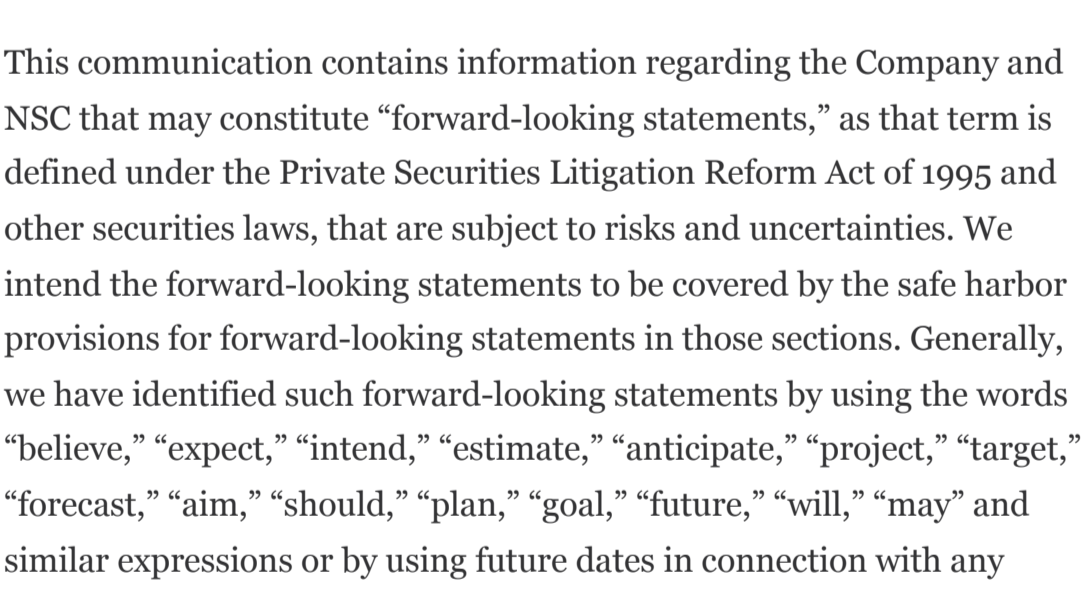 This communication contains information regarding the Company and
NSC that may constitute “forward-looking statements,” as that term is
defined under the Private Securities Litigation Reform Act of 1995 and
other securities laws, that are subject to risks and uncertainties. We
intend the forward-looking statements to be covered by the safe harbor
provisions for forward-looking statements in those sections. Generally,
we have identified such forward-looking statements by using the words
“believe,” “expect,” “intend,” “estimate,” “anticipate,” “project,” “target,”
“forecast,” “aim,” “should,” “plan,” “goal,” “future,” “will,” “may” and
similar expressions or by using future dates in connection with any